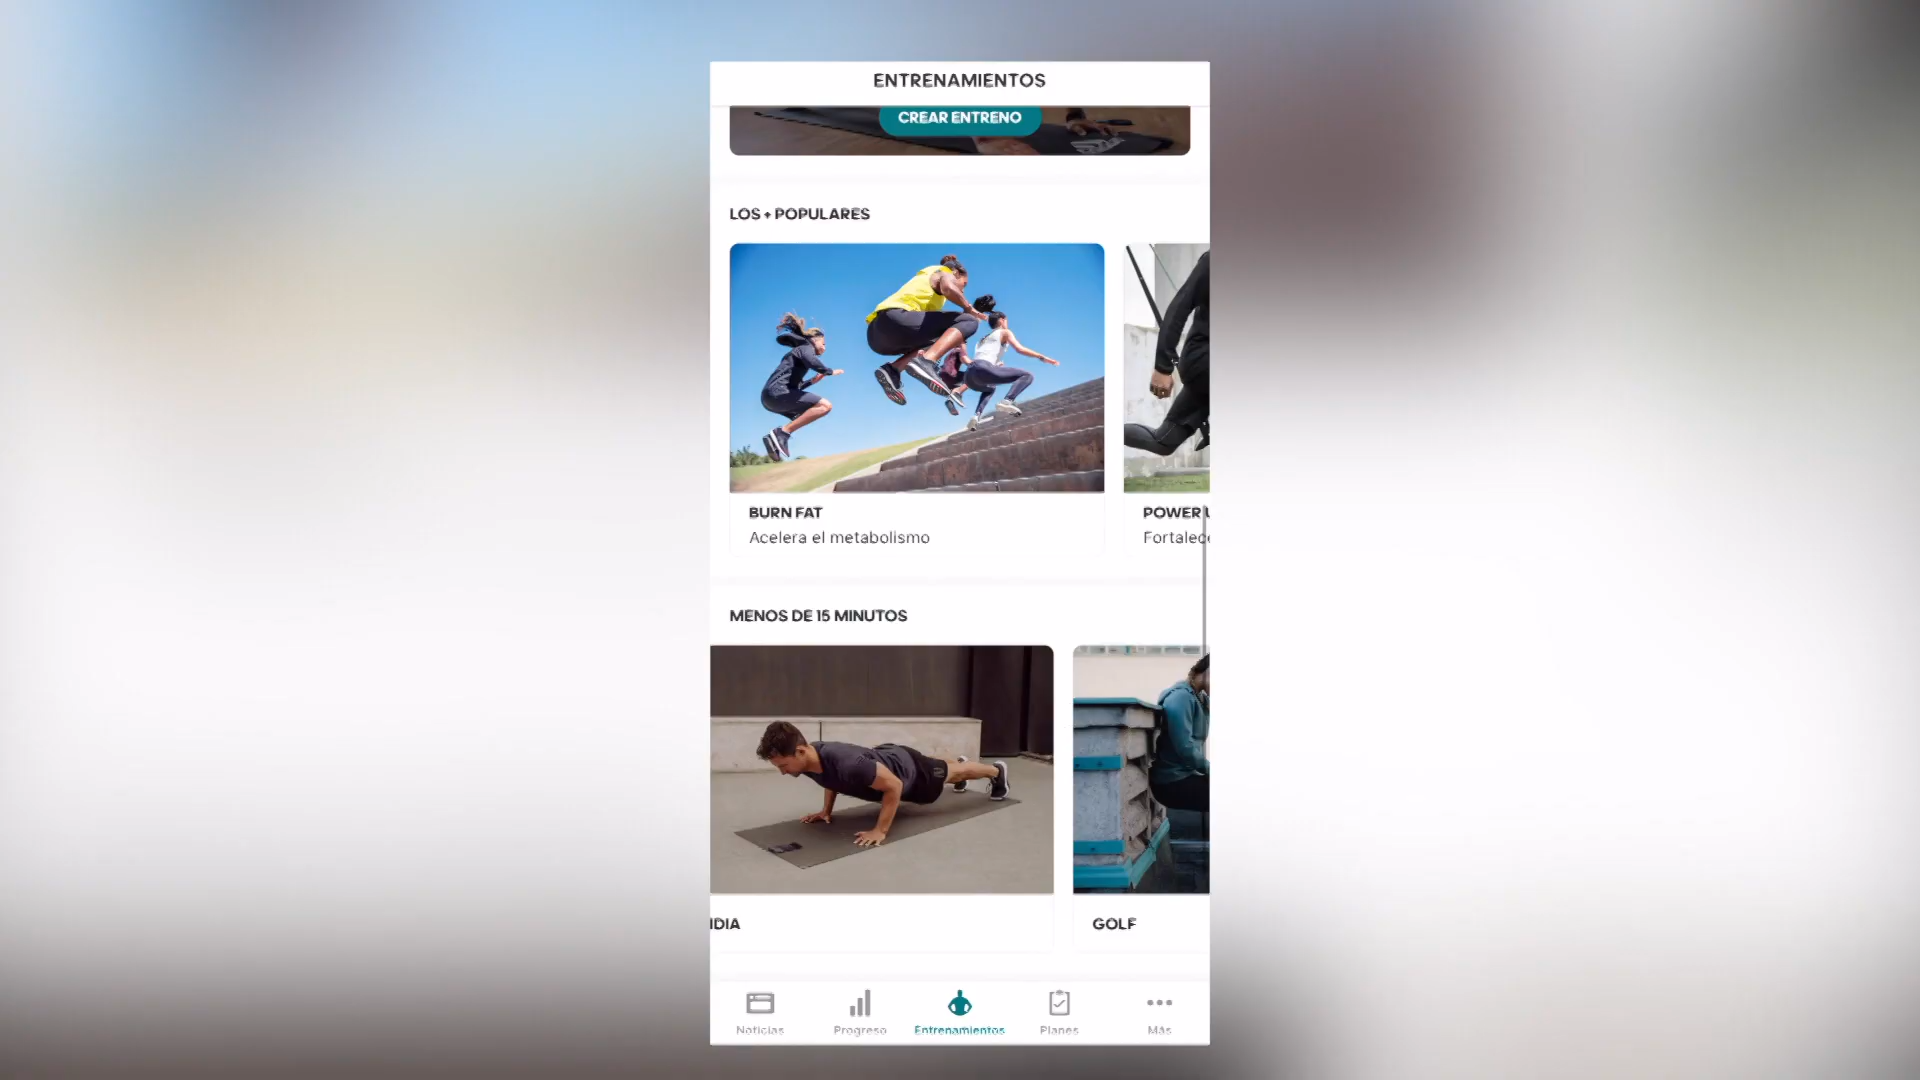 ENTRENAMIENTOS
CREAR ENTRENO
LOS + POPULARES
BURN FAT
Acelera el metabolismo
POWER
MENOS DE 15 MINUTOS
GOLF
Noticias
Progreso
Entrenamientos
Planes
Más